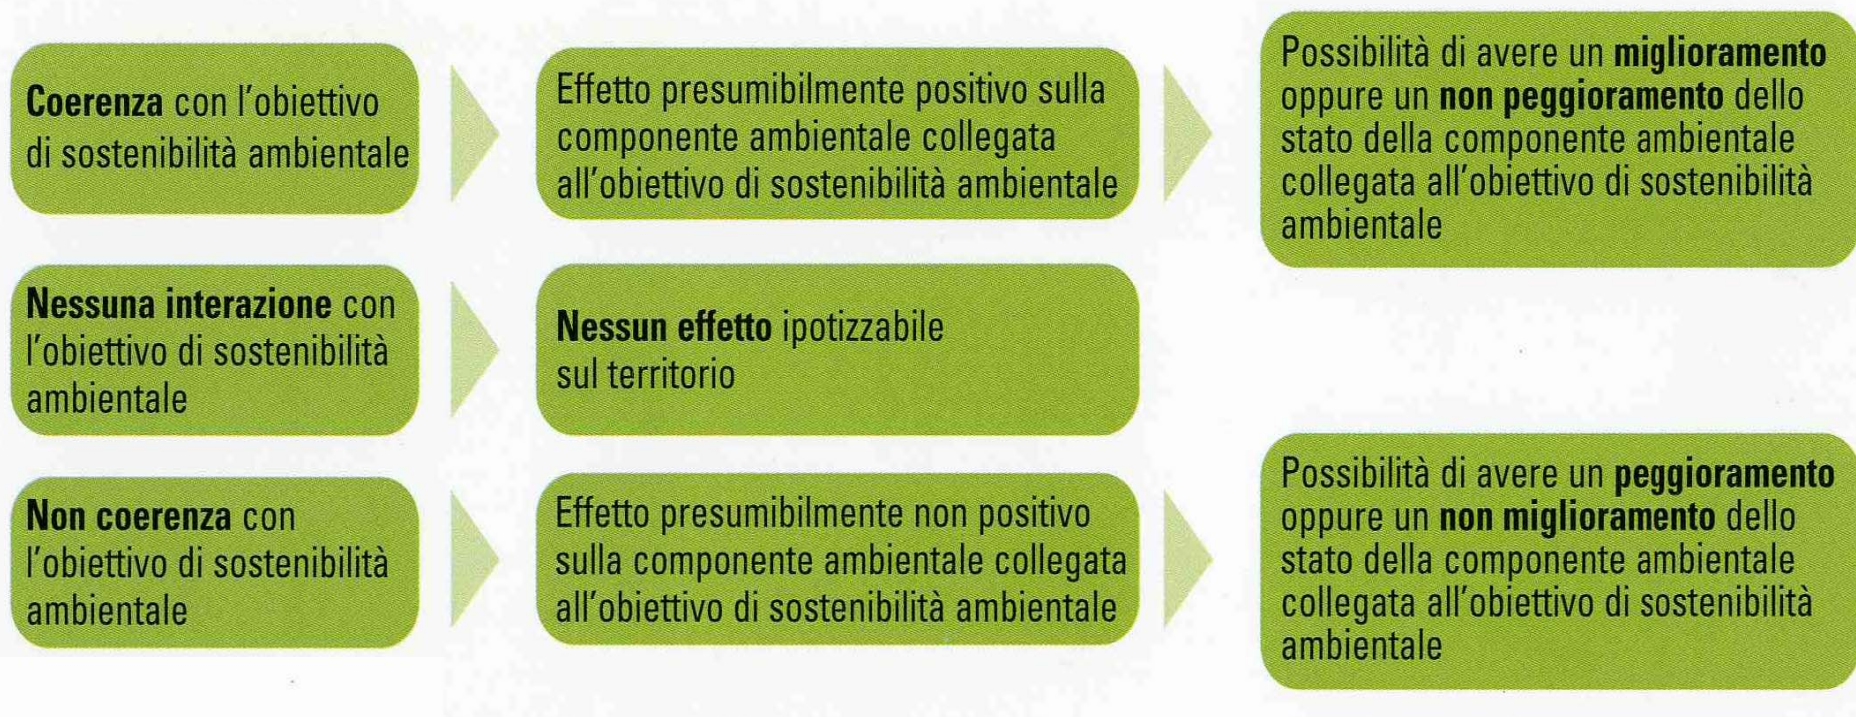 Coerenza con l'obiettivo
di sostenibilità ambientale
Effetto presumibilmente positivo sulla
componente ambientale collegata
all'obiettivo di sostenibilità ambientale
Possibilità di avere un miglioramento
oppure un non peggioramento dello
stato della componente ambientale
collegata all'obiettivo di sostenibilità
ambientale
Nessuna interazione con
l'obiettivo di sostenibilità
ambientale
Nessun effetto ipotizzabile
sul territorio
Non coerenza con
l'obiettivo di sostenibilità
ambientale
Effetto presumibilmente non positivo
sulla componente ambientale collegata
all'obiettivo di sostenibilità ambientale
Possibilità di avere un peggioramento
oppure un non miglioramento dello
stato della componente ambientale
collegata all'obiettivo di sostenibilità
ambientale